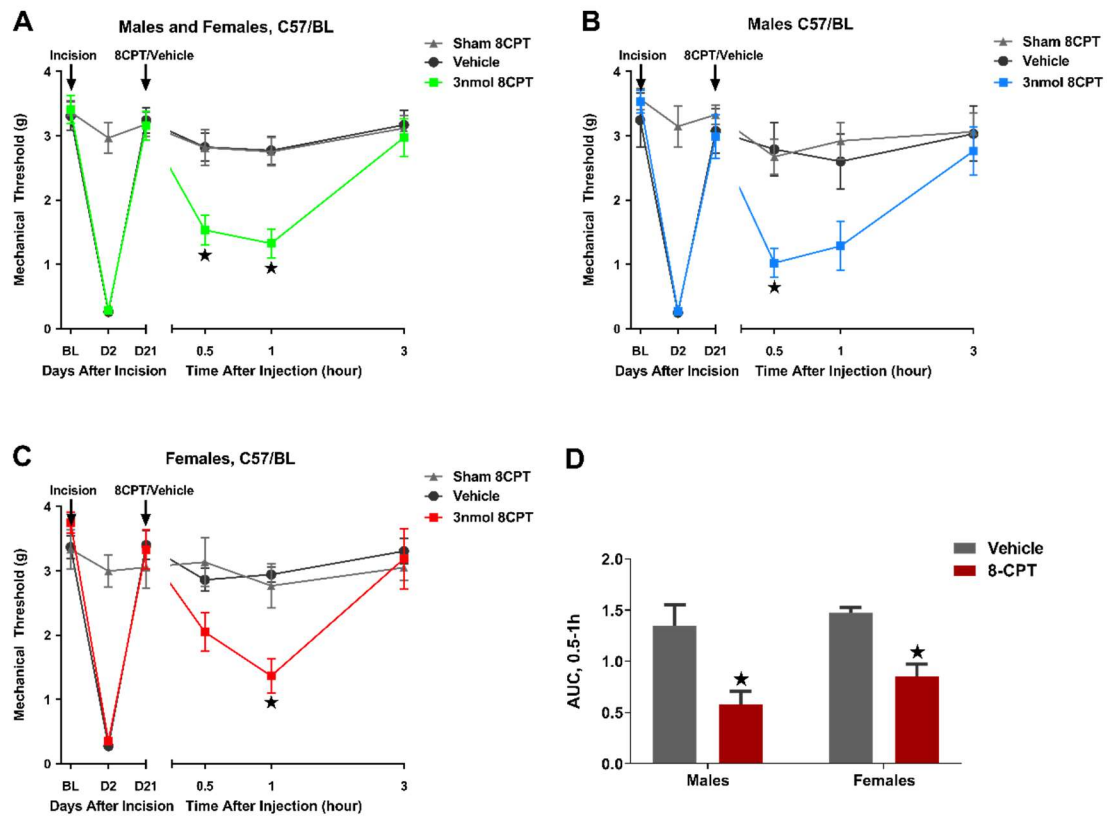 A
Males and Females, C57/BL
Incision
8CPT/Vehicle
Sham 8CPT
Vehicle
3nmol 8CPT
Mechanical Threshold (g)
4
3
2
1
0
BL D2 D21 0.5 1 3
Days After Incision Time After Injection (hour)
B
Males C57/BL
Incision
8CPT/Vehicle
Sham 8CPT
Vehicle
3nmol 8CPT
Mechanical Threshold (g)
4
3
2
1
0
BL D2 D21 0.5 1 3
Days After Incision Time After Injection (hour)
C
Females, C57/BL
Incision
8CPT/Vehicle
Sham 8CPT
Vehicle
3nmol 8CPT
Mechanical Threshold (g)
4
3
2
1
0
BL D2 D21 0.5 1 3
Days After Incision Time After Injection (hour)
D
Vehicle
8-CPT
AUC, 0.5-1h
2.0
1.5
1.0
0.5
0.0
Males Females